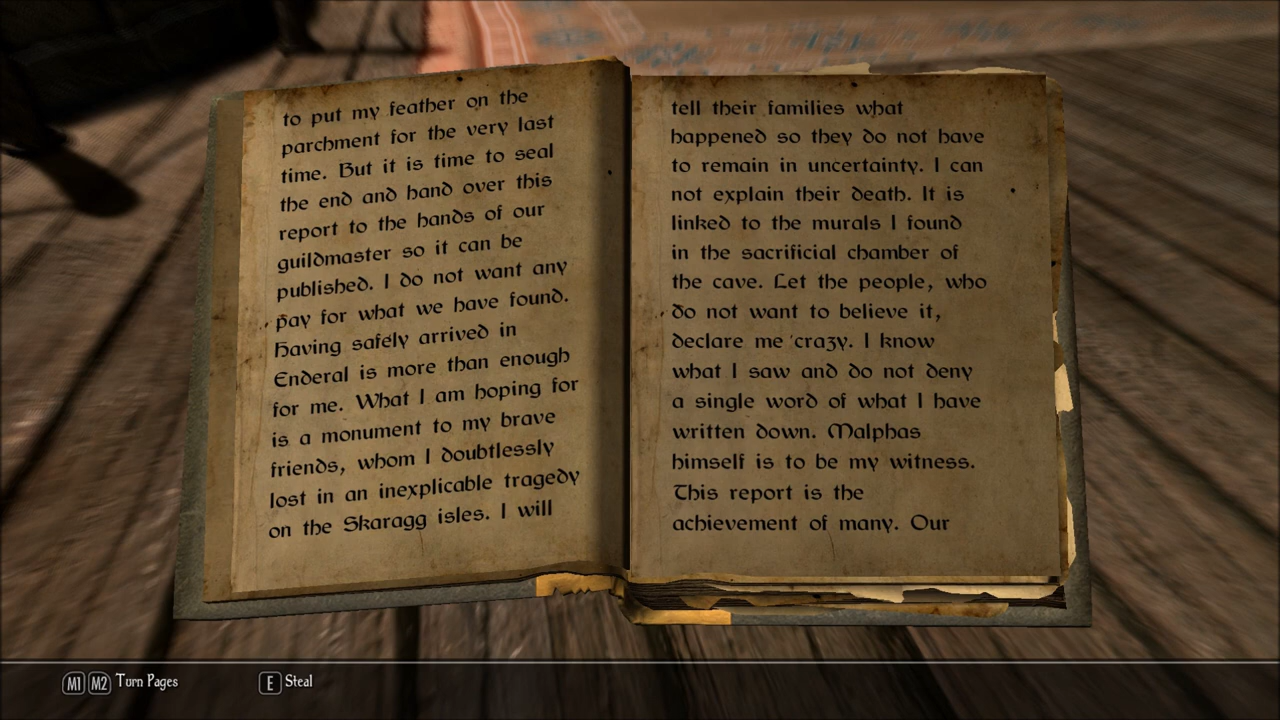 to put my feather on the
parchment for the very last
time. But it is time to seal
the end and hand over this
report to the hands of our
guildmaster so it can be
published. I do not want any
pay for what we have found.
Having safely arrived in
Enderal is more than enough
for me. What I am hoping for
is a monument to my brave
friends, whom I doubtlessly
lost in an inexplicable tragedy
on the Skaragg isles. I will
tell their families what
happened so they do not have
to remain in uncertainty. I can
not explain their death. It is
linked to the murals I found
in the sacrificial chamber of
the cave. Let the people, who
do not want to believe it,
declare me crazy. I know
what I saw and do not deny
a single word of what I have
written down. Malphas
himself is to be my witness.
This report is the
achievement of many. Our
M1 M2 Turn Pages
E Steal